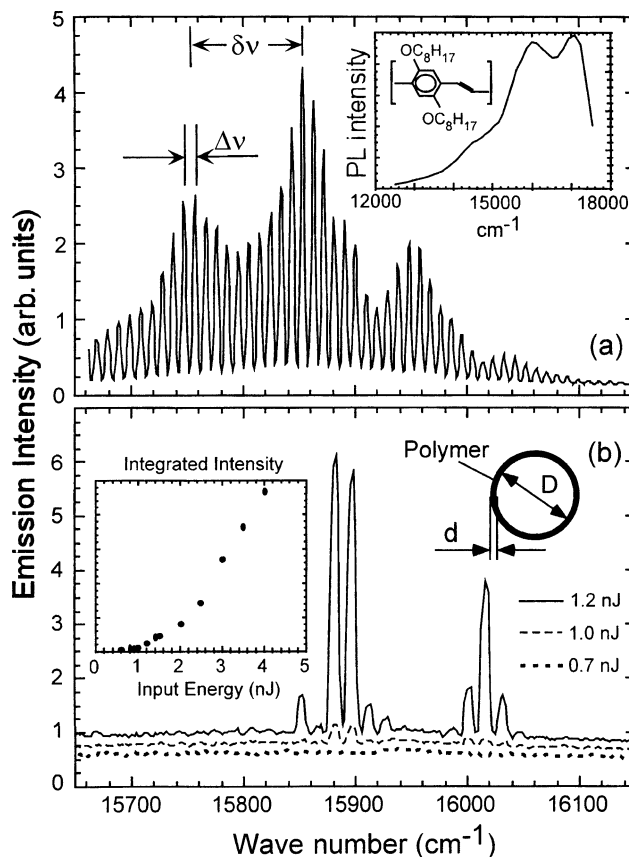 Emission Intensity (arb. units)
5
4
3
2
1
0
δν
Δν
PL intensity
OC8H17
OC8H17
12000 15000 18000
cm-1
(a)
6
5
4
3
2
1
0
Integrated Intensity
0 1 2 3 4 5
Input Energy (nJ)
Polymer
D
d
(b)
1.2 nJ
1.0 nJ
0.7 nJ
15700 15800 15900 16000 16100
Wave number (cm-1)